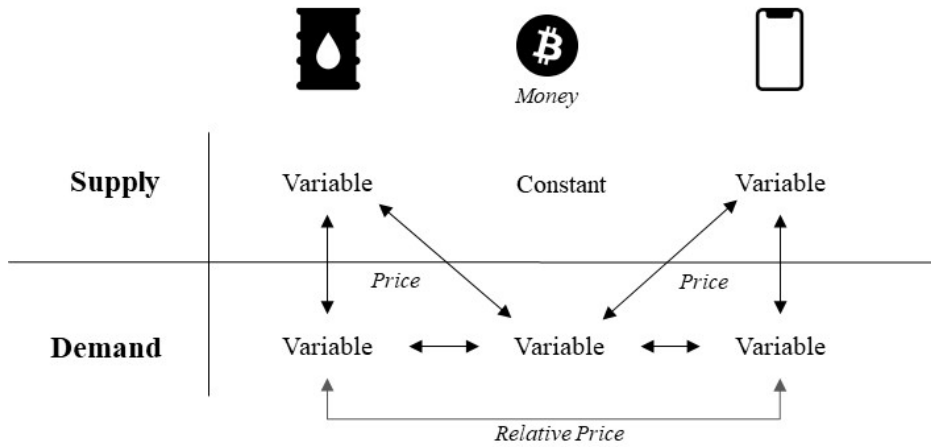 Money
Supply Variable Constant Variable
Price Price
Demand Variable Variable Variable
Relative Price